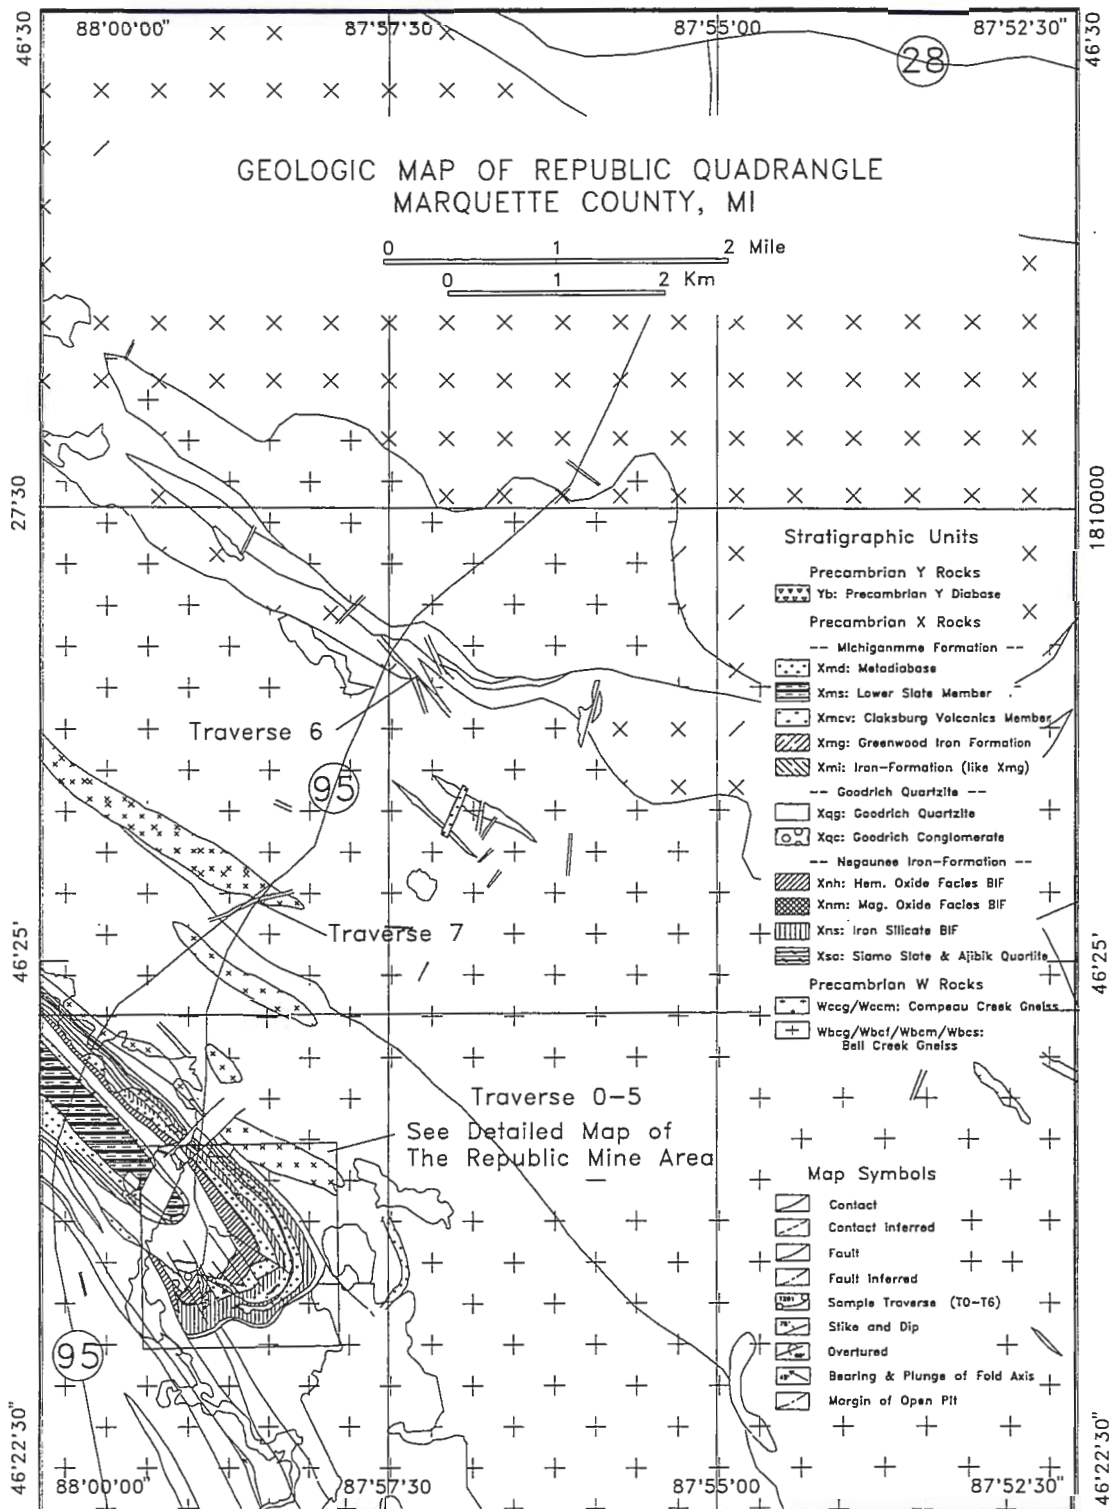 88°00'00" 87°57'30 87°55'00 87°52'30"
46°30
46°30
28
GEOLOGIC MAP OF REPUBLIC QUADRANGLE
MARQUETTE COUNTY, MI
0 1 2 Mile
0 1 2 Km
27'30
1810000
Stratigraphic Units
Precambrian Y Rocks
Yb: Precambrian Y Diabase
Precambrian X Rocks
-- Michiganmme Formation --
Xmd: Metadiabase
Xms: Lower Slate Member
Xmcv: Claksburg Volcanics Member
Xmg: Greenwood Iron Formation
Xmi: Iron-Formation (like Xmg)
-- Goodrich Quartzite --
Xqg: Goodrich Quartzite
Xqc: Goodrich Conglomerate
-- Negaunee Iron-Formation --
Xnh: Hem. Oxide Facies BIF
Xnm: Mag. Oxide Facies BIF
Xns: Iron Silicate BIF
Xsa: Siamo Slate & Ajibik Quartite
Precambrian W Rocks
Wccg/Wccm: Compeau Creek Gneiss
Wbcg/Wbcf/Wbcm/Wbcs:
Bell Creek Gneiss
Traverse 6
95
Traverse 7
46°25'
46°25'
Traverse 0-5
See Detailed Map of
The Republic Mine Area
Map Symbols
Contact
Contact Inferred
Fault
Fault Inferred
Sample Traverse (T0-T6)
Stike and Dip
Overtured
Bearing & Plunge of Fold Axis
Margin of Open Pit
95
46°22'30"
46°22'30"
88°00'00" 87°57'30 87°55'00 87°52'30"